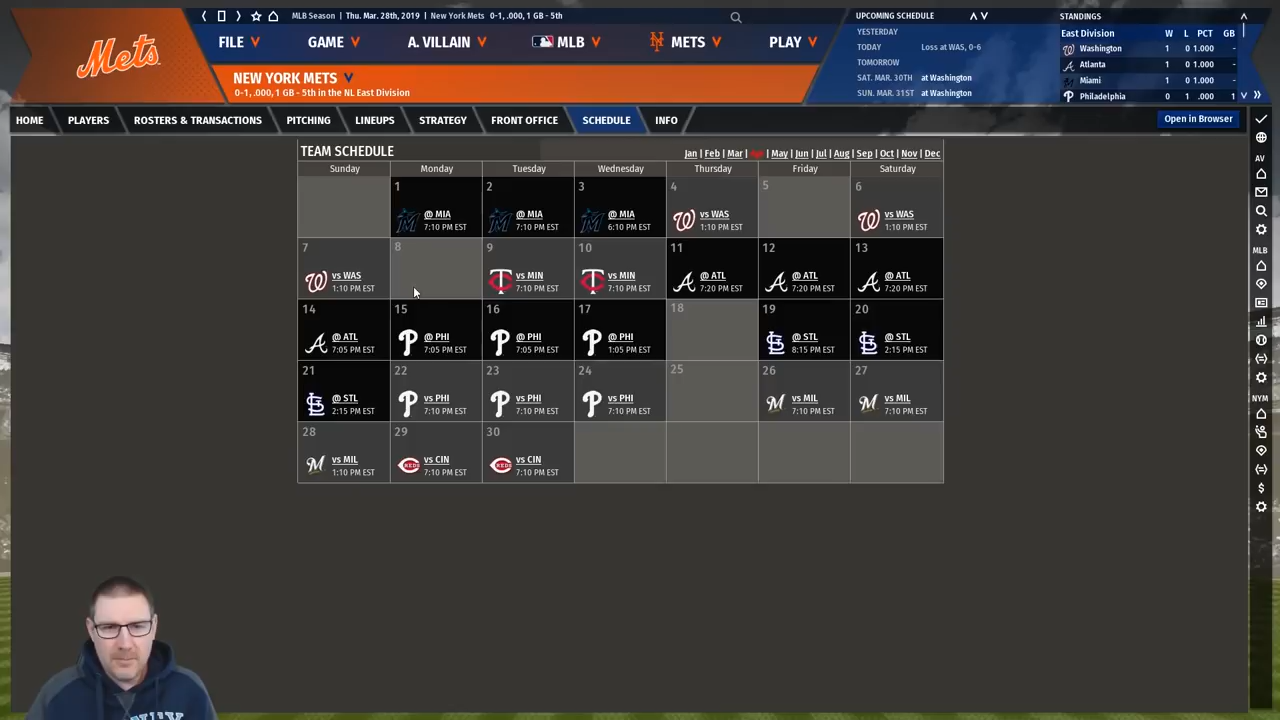 Mets
MLB Season | Thu. Mar. 28th, 2019 | New York Mets 0-1, .000, 1 GB - 5th
FILE GAME A. VILLAIN MLB METS PLAY
NEW YORK METS
0-1, .000,1 GB - 5th in the NL East Division
UPCOMING SCHEDULE
YESTERDAY
TODAY Loss at WAS, 0-6
TOMORROW
SAT. MAR. 30TH at Washington
SUN. MAR. 31ST at Washington
STANDINGS
East Division W L PCT GB
Washington 1 0 1.000 -
Atlanta 1 0 1.000 -
Miami 1 0 1.000 -
Philadelphia 0 1 .000 1
HOME PLAYERS ROSTERS & TRANSACTIONS PITCHING LINEUPS STRATEGY FRONT OFFICE SCHEDULE INFO Open in Browser
TEAM SCHEDULE
Jan | Feb | Mar | | May | Jun | Jul | Aug | Sep | Oct | Nov | Dec
Sunday Monday Tuesday Wednesday Thursday Friday Saturday
1 2 3 4 5 6
@ MIA @ MIA @ MIA vs WAS vs WAS
7:10 PM EST 7:10 PM EST 6:10 PM EST 1:10 PM EST 1:10 PM EST
7 8 9 10 11 12 13
vs WAS vs MIN vs MIN @ ATL @ ATL @ ATL
1:10 PM EST 7:10 PM EST 7:10 PM EST 7:20 PM EST 7:20 PM EST 7:20 PM EST
14 15 16 17 18 19 20
@ ATL @ PHI @ PHI @ PHI @ STL @ STL
7:05 PM EST 7:05 PM EST 7:05 PM EST 1:05 PM EST 8:15 PM EST 2:15 PM EST
21 22 23 24 25 26 27
@ STL vs PHI vs PHI vs PHI vs MIL vs MIL
2:15 PM EST 7:10 PM EST 7:10 PM EST 7:10 PM EST 7:10 PM EST 7:10 PM EST
28 29 30
vs MIL vs CIN vs CIN
1:10 PM EST 7:10 PM EST 7:10 PM EST
AV
MLB
NYM